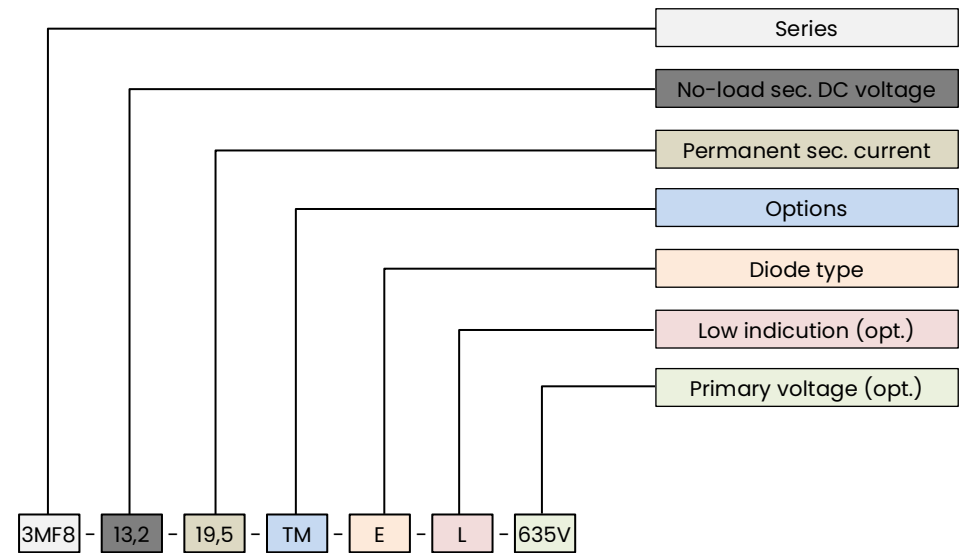 Series
No-load sec. DC voltage
Permanent sec. current
Options
Diode type
Low indicution (opt.)
Primary voltage (opt.)
3MF8 - 13,2 - 19,5 - TM - E - L - 635V